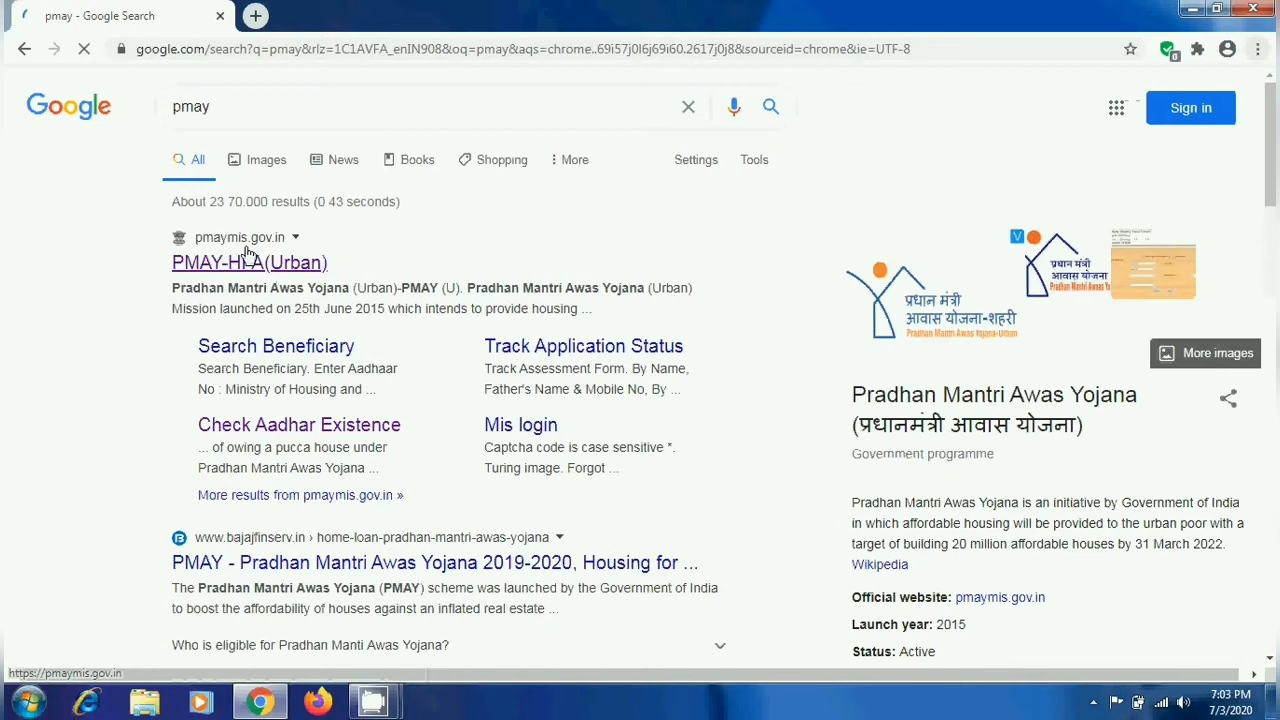 pmay - Google Search
google.com/search?q=pmay&rlz=1C1AVFA_enIN908&oq=pmay&aqs=chrome..69i57j0l6j69i60.2617j0j8&sourceid=chrome&ie=UTF-8
Google
pmay
Sign in
All
Images
News
Books
Shopping
More
Settings
Tools
About 23 70.000 results (0 43 seconds)
pmaymis.gov.in
PMAY-HFA(Urban)
Pradhan Mantri Awas Yojana (Urban)-PMAY (U). Pradhan Mantri Awas Yojana (Urban)
Mission launched on 25th June 2015 which intends to provide housing ...
Search Beneficiary
Search Beneficiary. Enter Aadhaar
No : Ministry of Housing and ...
Track Application Status
Track Assessment Form. By Name,
Father's Name & Mobile No, By ...
Check Aadhar Existence
... of owning a pucca house under
Pradhan Mantri Awas Yojana ...
Mis login
Captcha code is case sensitive *.
Turing image. Forgot ...
More results from pmaymis.gov.in »
www.bajajfinserv.in › home-loan-pradhan-mantri-awas-yojana
PMAY - Pradhan Mantri Awas Yojana 2019-2020, Housing for ...
The Pradhan Mantri Awas Yojana (PMAY) scheme was launched by the Government of India
to boost the affordability of houses against an inflated real estate ...
Who is eligible for Pradhan Manti Awas Yojana?
प्रधान मंत्री
आवास योजना-शहरी
Pradhan Mantri Awas Yojana-Urban
V
प्रधान मंत्री
आवास योजना
Pradhan Mantri Awas
More images
Pradhan Mantri Awas Yojana
(प्रधानमंत्री आवास योजना)
Government programme
Pradhan Mantri Awas Yojana is an initiative by Government of India
in which affordable housing will be provided to the urban poor with a
target of building 20 million affordable houses by 31 March 2022.
Wikipedia
Official website: pmaymis.gov.in
Launch year: 2015
Status: Active
https://pmaymis.gov.in
7:03 PM
7/3/2020